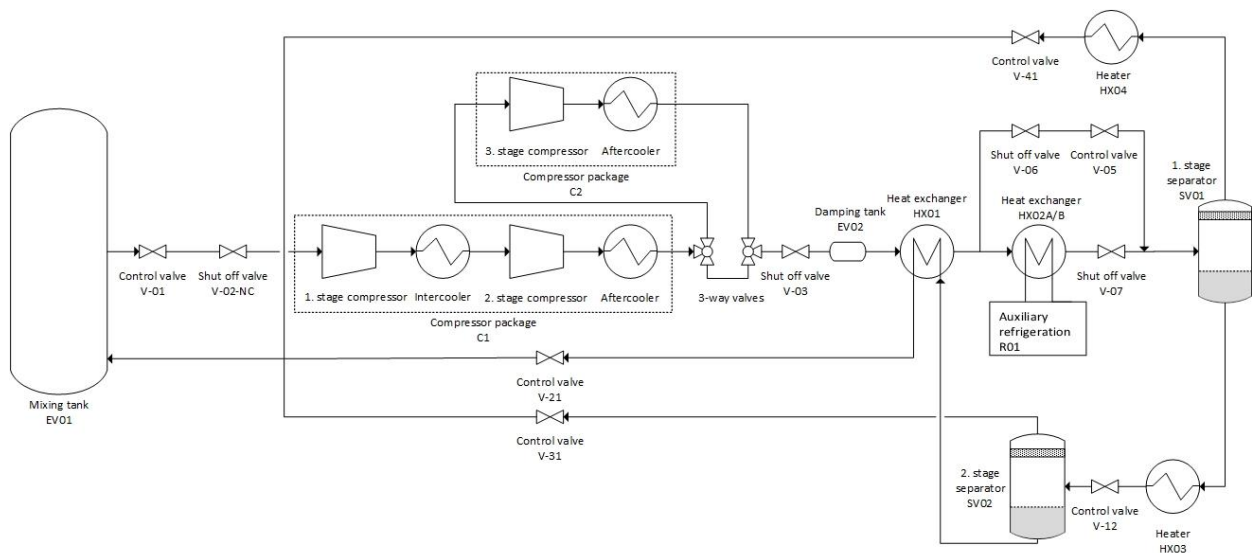 Control valve
V-41
Heater
HX04
3. stage compressor
Aftercooler
Compressor package
C2
Shut off valve
V-06
Control valve
V-05
1. stage
separator
SV01
Heat exchanger
HX01
Heat exchanger
HX02A/B
Damping tank
EV02
Control valve
V-01
Shut off valve
V-02-NC
1. stage compressor
Intercooler
2. stage compressor
Aftercooler
Compressor package
C1
3-way valves
Shut off valve
V-03
Shut off valve
V-07
Auxiliary
refrigeration
R01
Mixing tank
EV01
Control valve
V-21
Control valve
V-31
2. stage
separator
SV02
Control valve
V-12
Heater
HX03